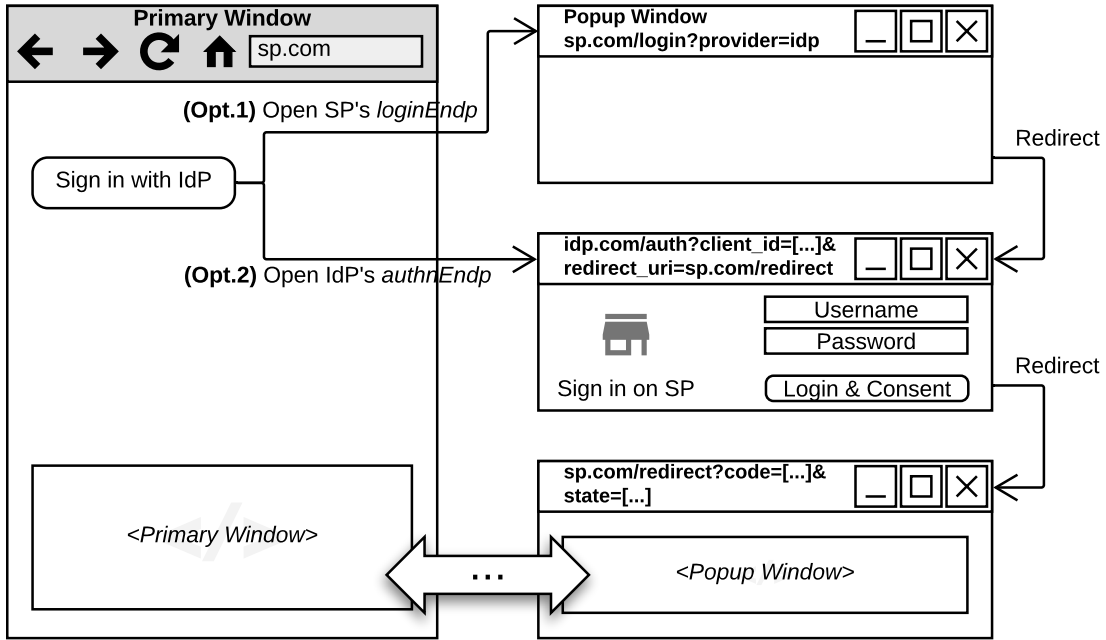 Primary Window
sp.com
(Opt.1) Open SP's loginEndp
Sign in with IdP
(Opt.2) Open IdP's authnEndp
<Primary Window>
</>
...
Popup Window
sp.com/login?provider=idp
Redirect
idp.com/auth?client_id=[...]&
redirect_uri=sp.com/redirect
Username
Password
Sign in on SP
Login & Consent
Redirect
sp.com/redirect?code=[...]&
state=[...]
<Popup Window>